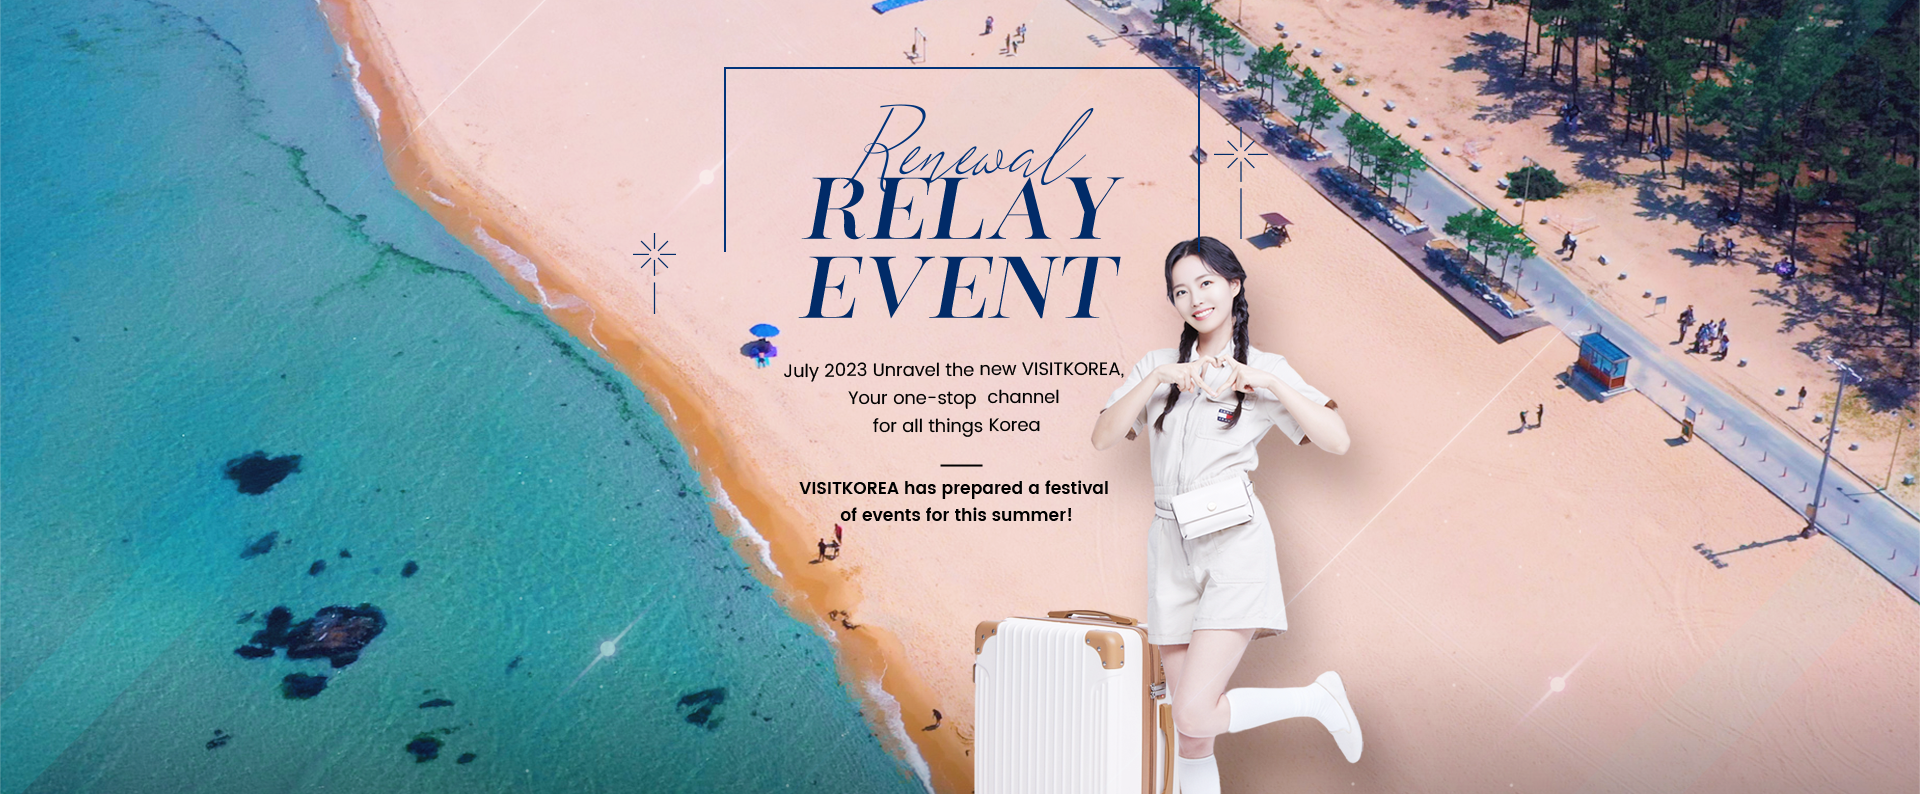 Renewal
RELAY
EVENT
July 2023 Unravel the new VISITKOREA,
Your one-stop channel
for all things Korea
VISITKOREA has prepared a festival
of events for this summer!